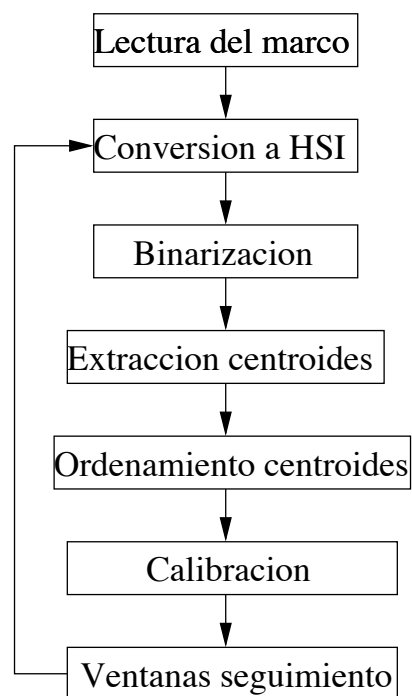 Lectura del marco
Conversion a HSI
Binarizacion
Extraccion centroides
Ordenamiento centroides
Calibracion
Ventanas seguimiento